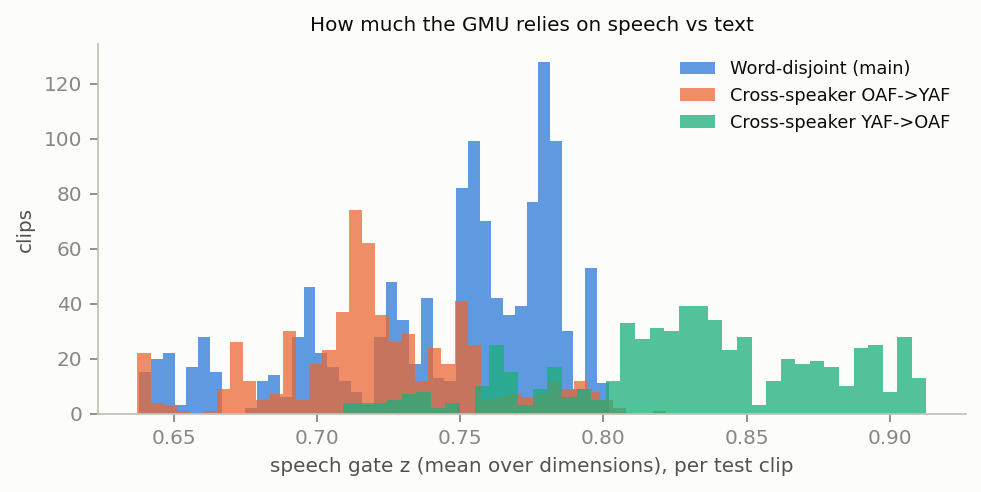 How much the GMU relies on speech vs text
Word-disjoint (main)
Cross-speaker OAF->YAF
Cross-speaker YAF->OAF
clips
120
100
80
60
40
20
0
0.65 0.70 0.75 0.80 0.85 0.90
speech gate z (mean over dimensions), per test clip